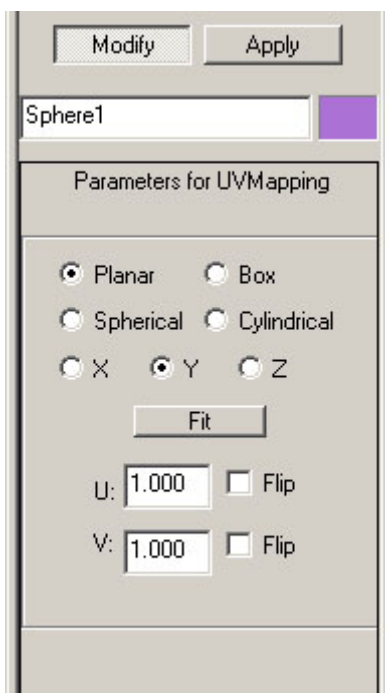 Modify Apply
Sphere1
Parameters for UVMapping
Planar Box
Spherical Cylindrical
X Y Z
Fit
U: 1.000 Flip
V: 1.000 Flip